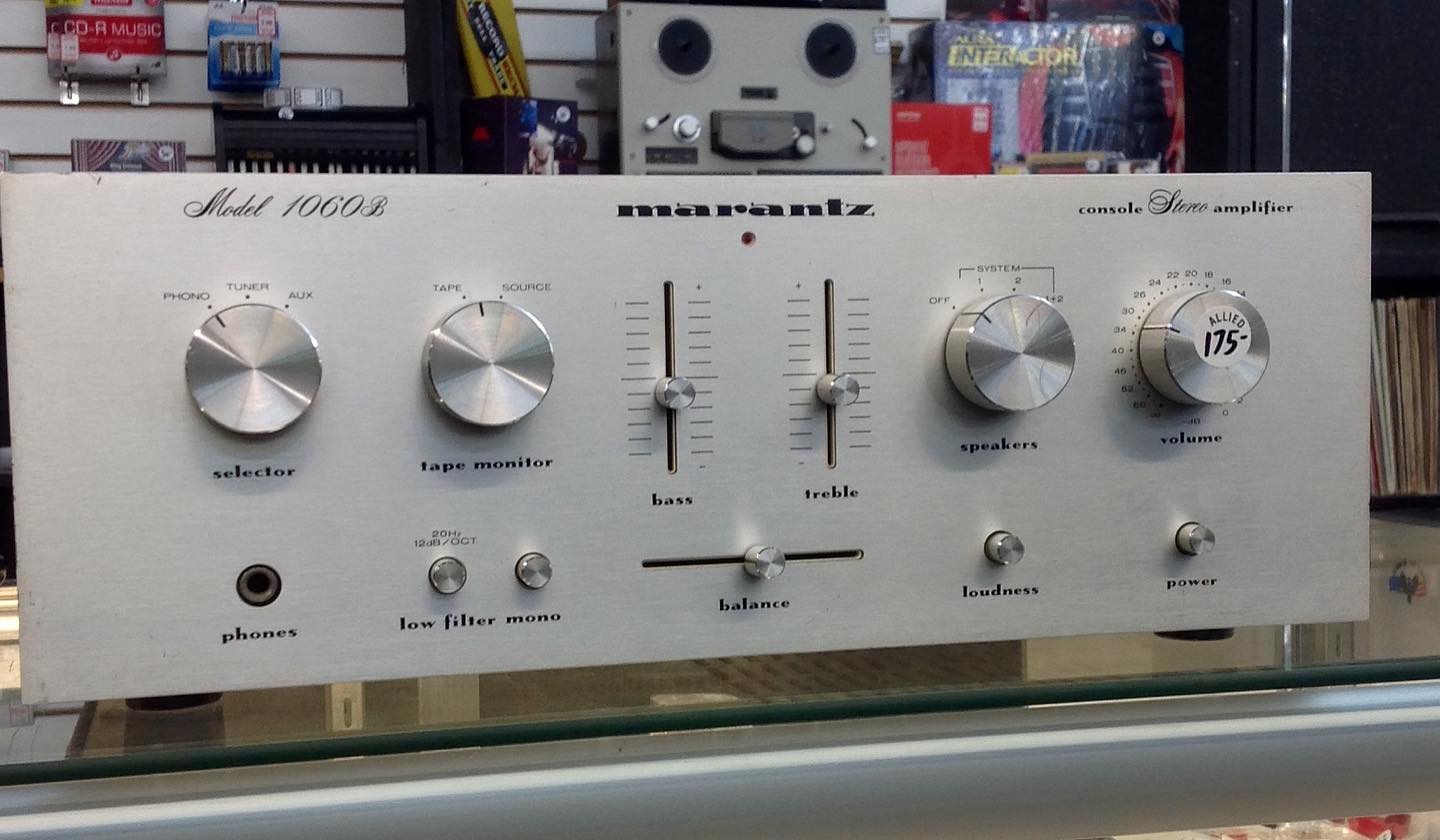 CD-R MUSIC
INTERACTOR
Model 1060B
marantz
console Stereo amplifier
PHONO TUNER AUX
TAPE SOURCE
+
+
SYSTEM
OFF 1 2 1+2
16
18
20
22
24
26
30
34
40
46
0
-dB
ALLIED
175-
selector
tape monitor
-
-
bass
treble
speakers
volume
20Hz
12dB/OCT
phones
low filter mono
balance
loudness
power